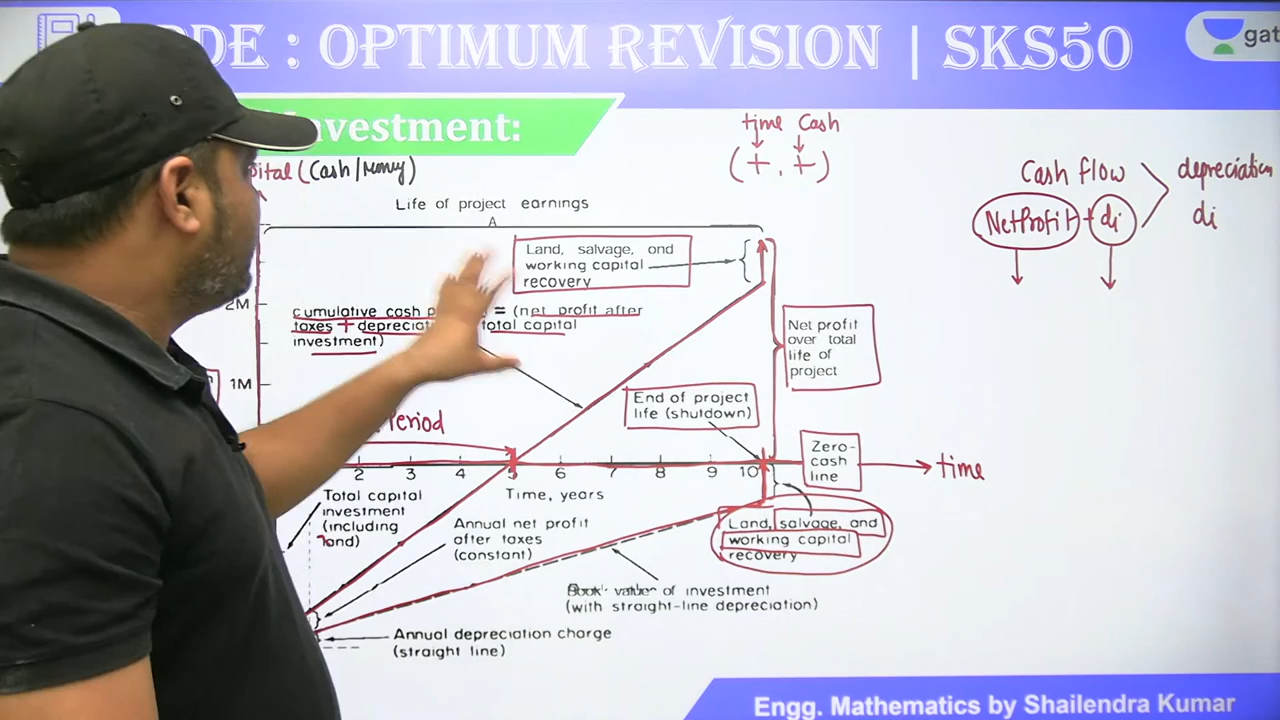 ODE : OPTIMUM REVISION | SKS50
gat
Investment:
time Cash
(+, +)
pital (Cash/Money)
Cash flow
depreciation
Net Profit + di
di
Life of project earnings
Land, salvage, and
working capital
recovery
2M
cumulative cash = (net profit after
taxes + depreciati total capital
investment)
Net profit
over total
life of
project
1M
End of project
life (shutdown)
Period
Zero-
cash
line
time
2 3 4 5 6 7 8 9 10
Time, years
Total capital
investment
(including
land)
Annual net profit
after taxes
(constant)
Land, salvage, and
working capital
recovery
Book value of investment
(with straight-line depreciation)
Annual depreciation charge
(straight line)
Engg. Mathematics by Shailendra Kumar